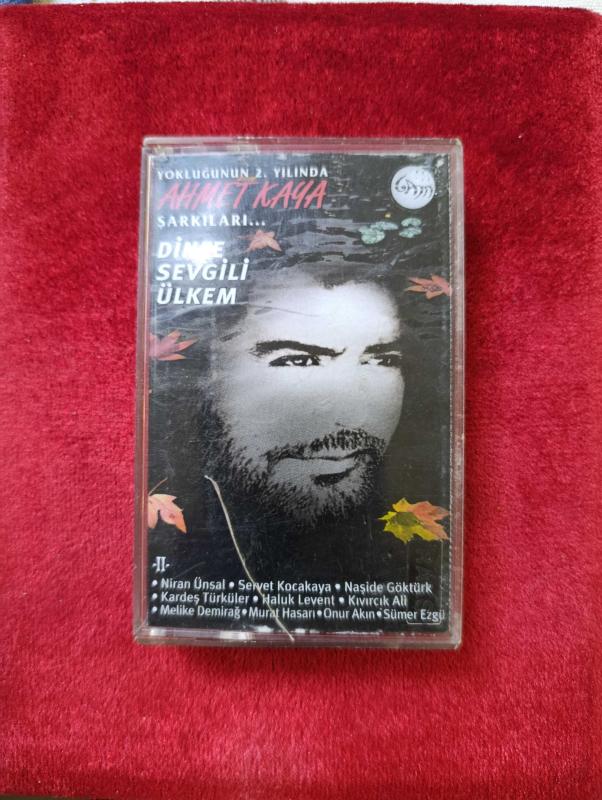 YOKLUĞUNUN 2. YILINDA
AHMET KAYA
ŞARKILARI...
DİNLE
SEVGİLİ
ÜLKEM
-II-
• Niran Ünsal • Servet Kocakaya • Naşide Göktürk
• Kardeş Türküler • Haluk Levent • Kıvırcık Ali
• Melike Demirağ • Murat Hasarı • Onur Akın • Sümer Ezgü